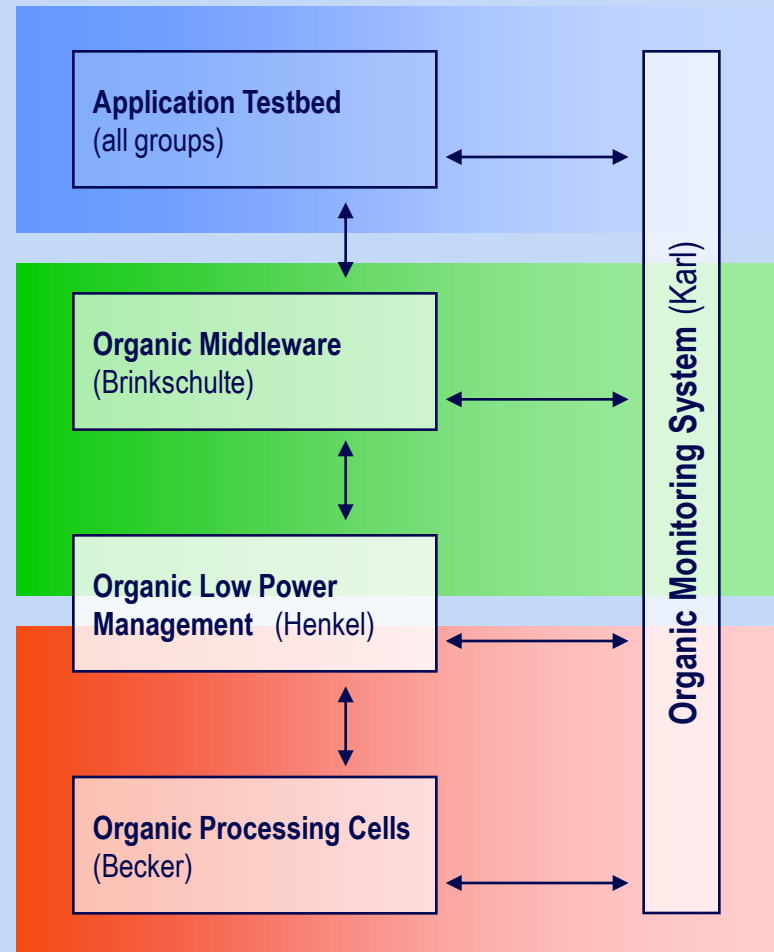 Application Testbed
(all groups)
Organic Middleware
(Brinkschulte)
Organic Low Power
Management (Henkel)
Organic Processing Cells
(Becker)
Organic Monitoring System (Karl)